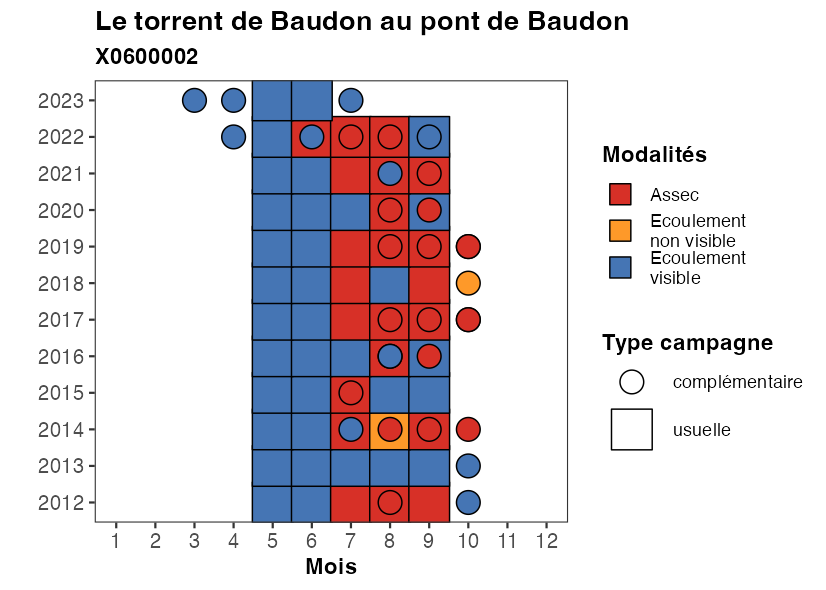 Le torrent de Baudon au pont de Baudon
X0600002
2023
2022
2021
2020
2019
2018
2017
2016
2015
2014
2013
2012
1 2 3 4 5 6 7 8 9 10 11 12
Mois
Modalités
Assec
Ecoulement
non visible
Ecoulement
visible
Type campagne
complémentaire
usuelle